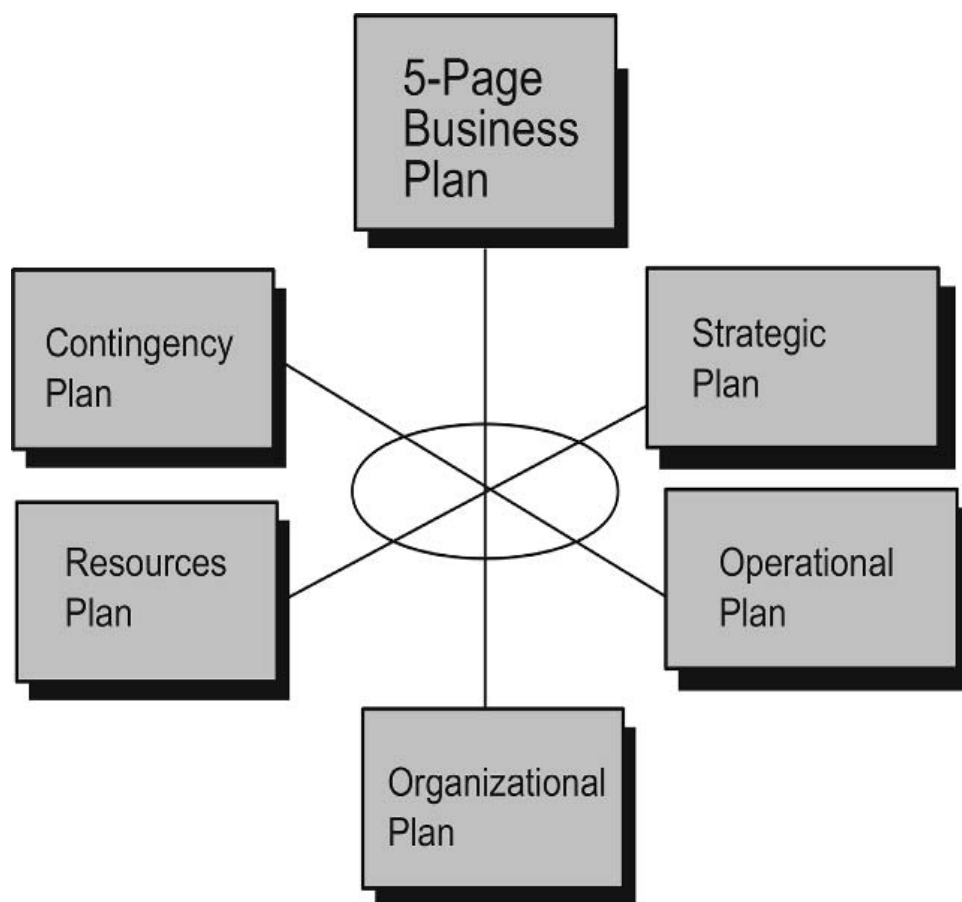 5-Page
Business
Plan
Contingency
Plan
Strategic
Plan
Resources
Plan
Operational
Plan
Organizational
Plan